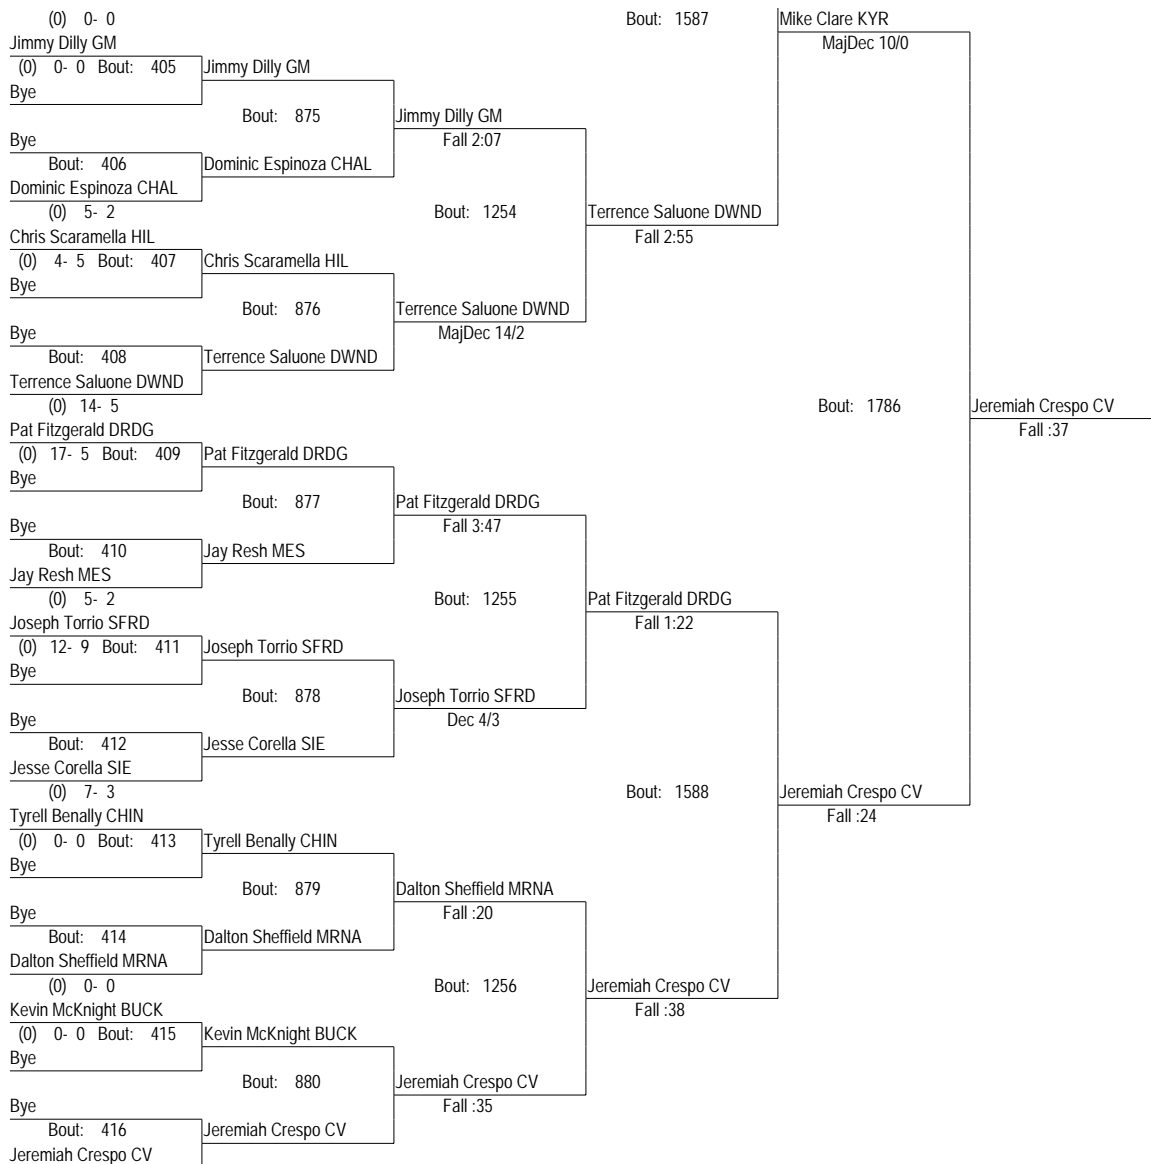 (0) 0- 0 Bout: 1587 Mike Clare KYR
Jimmy Dilly GM MajDec 10/0
(0) 0- 0 Bout: 405 Jimmy Dilly GM
Bye
Bout: 875 Jimmy Dilly GM
Bye Fall 2:07
Bout: 406 Dominic Espinoza CHAL
Dominic Espinoza CHAL
(0) 5- 2 Bout: 1254 Terrence Saluone DWND
Chris Scaramella HIL Fall 2:55
(0) 4- 5 Bout: 407 Chris Scaramella HIL
Bye
Bout: 876 Terrence Saluone DWND
Bye MajDec 14/2
Bout: 408 Terrence Saluone DWND
Terrence Saluone DWND
(0) 14- 5 Bout: 1786 Jeremiah Crespo CV
Pat Fitzgerald DRDG Fall :37
(0) 17- 5 Bout: 409 Pat Fitzgerald DRDG
Bye
Bout: 877 Pat Fitzgerald DRDG
Bye Fall 3:47
Bout: 410 Jay Resh MES
Jay Resh MES
(0) 5- 2 Bout: 1255 Pat Fitzgerald DRDG
Joseph Torrio SFRD Fall 1:22
(0) 12- 9 Bout: 411 Joseph Torrio SFRD
Bye
Bout: 878 Joseph Torrio SFRD
Bye Dec 4/3
Bout: 412 Jesse Corella SIE
Jesse Corella SIE
(0) 7- 3 Bout: 1588 Jeremiah Crespo CV
Tyrell Benally CHIN Fall :24
(0) 0- 0 Bout: 413 Tyrell Benally CHIN
Bye
Bout: 879 Dalton Sheffield MRNA
Bye Fall :20
Bout: 414 Dalton Sheffield MRNA
Dalton Sheffield MRNA
(0) 0- 0 Bout: 1256 Jeremiah Crespo CV
Kevin McKnight BUCK Fall :38
(0) 0- 0 Bout: 415 Kevin McKnight BUCK
Bye
Bout: 880 Jeremiah Crespo CV
Bye Fall :35
Bout: 416 Jeremiah Crespo CV
Jeremiah Crespo CV